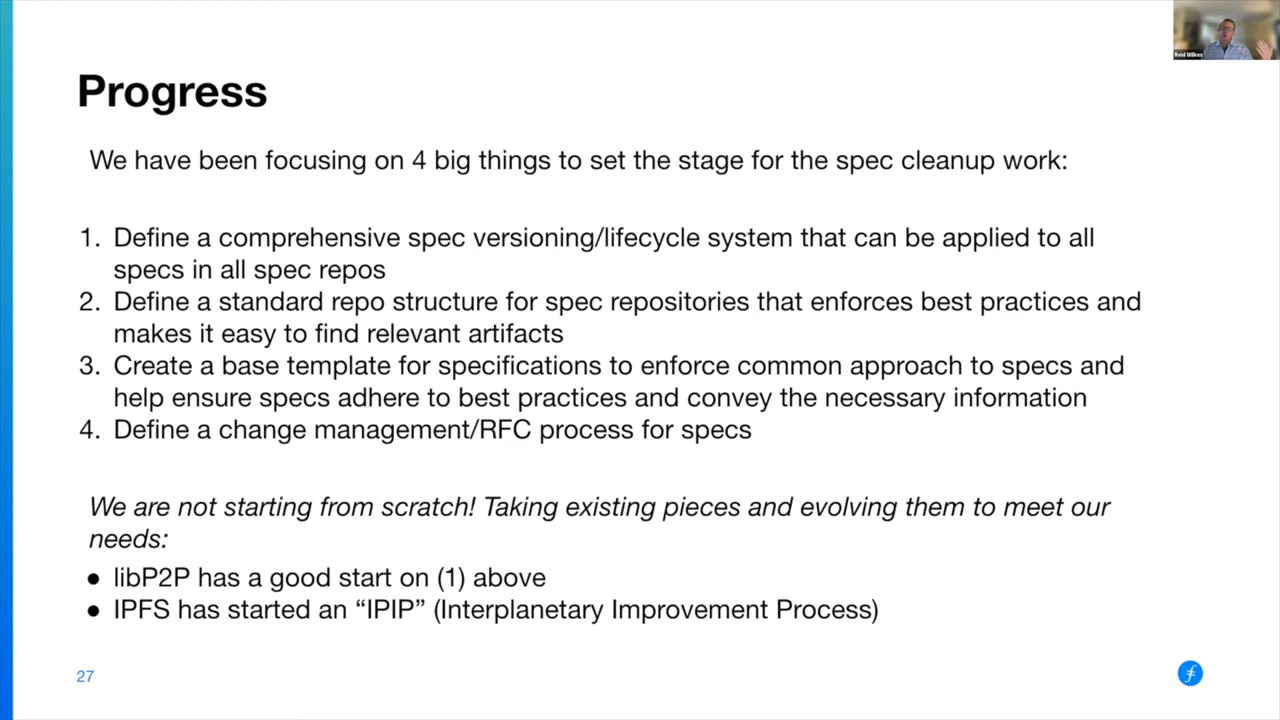 Reid Wilkes
Progress
We have been focusing on 4 big things to set the stage for the spec cleanup work:
1. Define a comprehensive spec versioning/lifecycle system that can be applied to all
specs in all spec repos
2. Define a standard repo structure for spec repositories that enforces best practices and
makes it easy to find relevant artifacts
3. Create a base template for specifications to enforce common approach to specs and
help ensure specs adhere to best practices and convey the necessary information
4. Define a change management/RFC process for specs
We are not starting from scratch! Taking existing pieces and evolving them to meet our
needs:
● libP2P has a good start on (1) above
● IPFS has started an “IPIP” (Interplanetary Improvement Process)
27